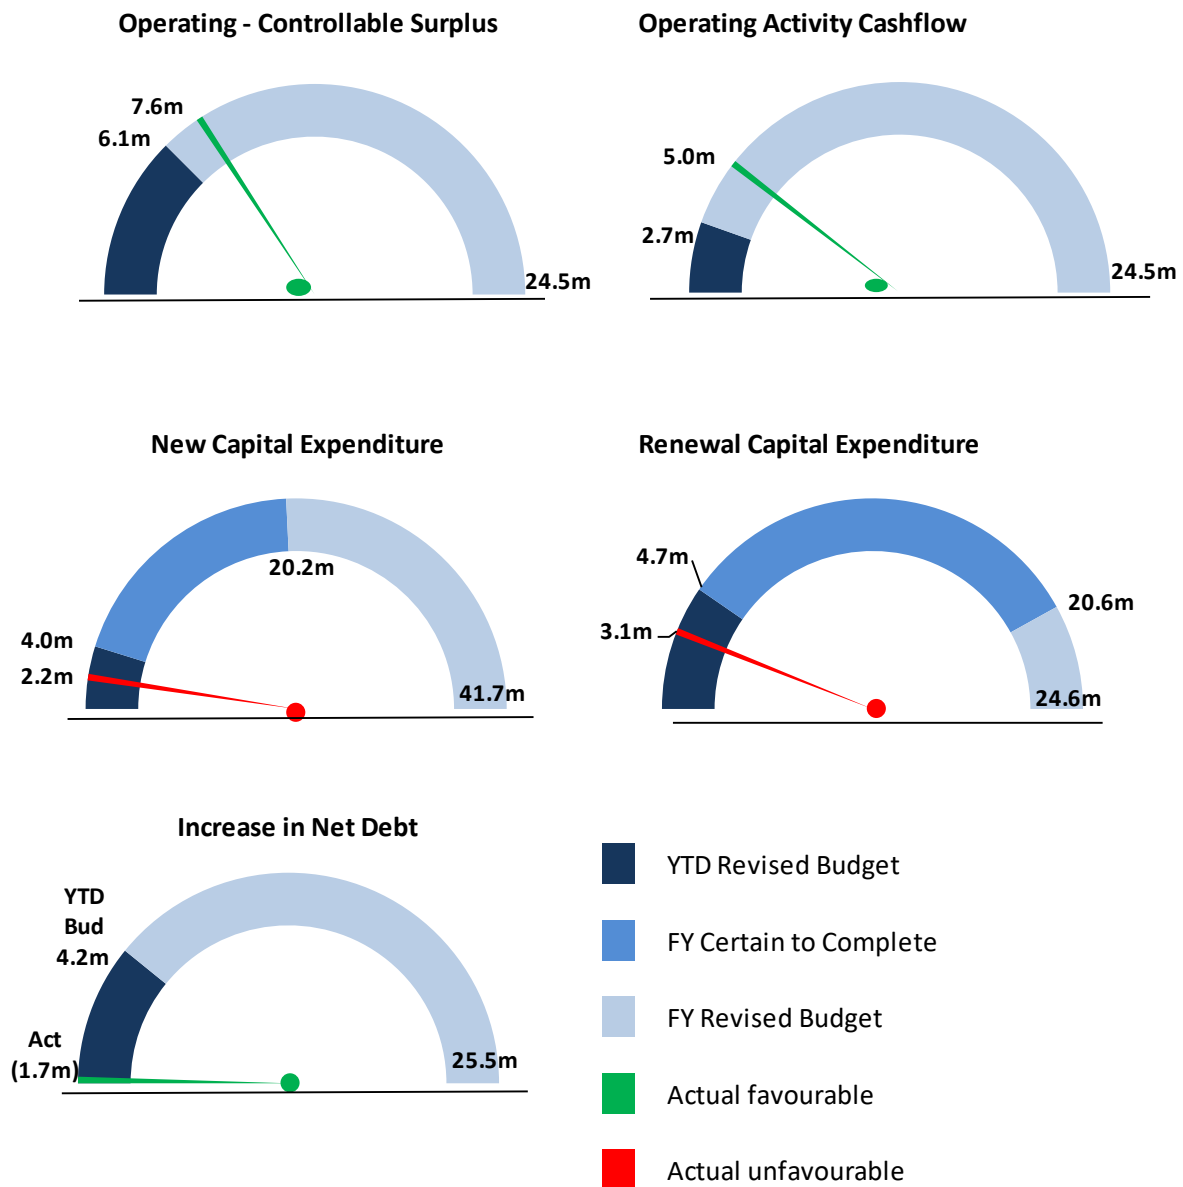 Operating - Controllable Surplus
7.6m
6.1m
24.5m
Operating Activity Cashflow
5.0m
2.7m
24.5m
New Capital Expenditure
20.2m
4.0m
2.2m
41.7m
Renewal Capital Expenditure
4.7m
3.1m
20.6m
24.6m
Increase in Net Debt
YTD
Bud
4.2m
Act
(1.7m)
25.5m
YTD Revised Budget
FY Certain to Complete
FY Revised Budget
Actual favourable
Actual unfavourable